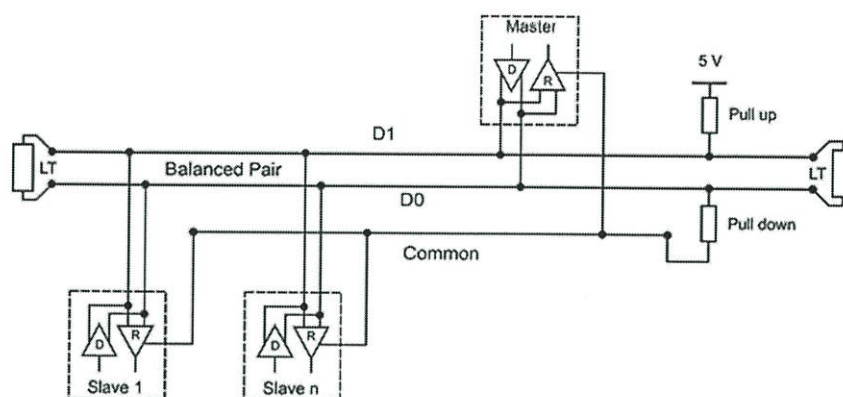 Master
D
R
5 V
Pull up
D1
LT
Balanced Pair
LT
D0
Pull down
Common
D
R
D
R
Slave 1
Slave n